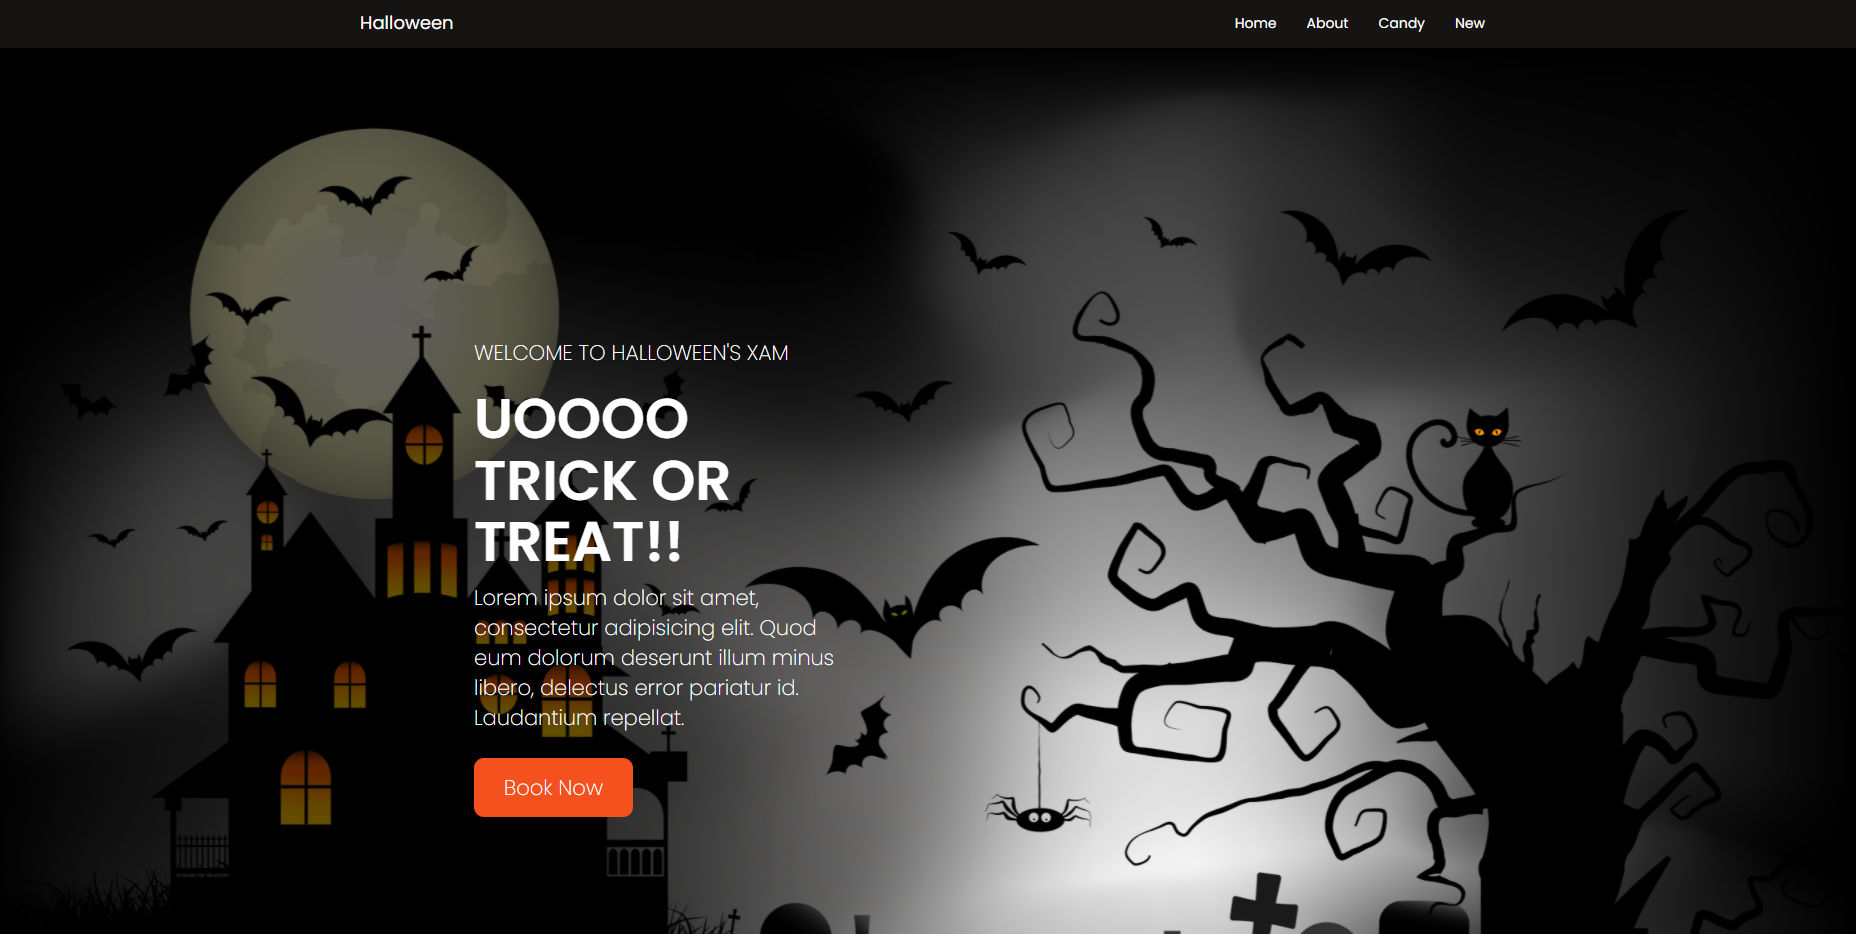 Halloween
Home About Candy New
WELCOME TO HALLOWEEN'S XAM
UOOOO
TRICK OR
TREAT!!
Lorem ipsum dolor sit amet,
consectetur adipisicing elit. Quod
eum dolorum deserunt illum minus
libero, delectus error pariatur id.
Laudantium repellat.
Book Now